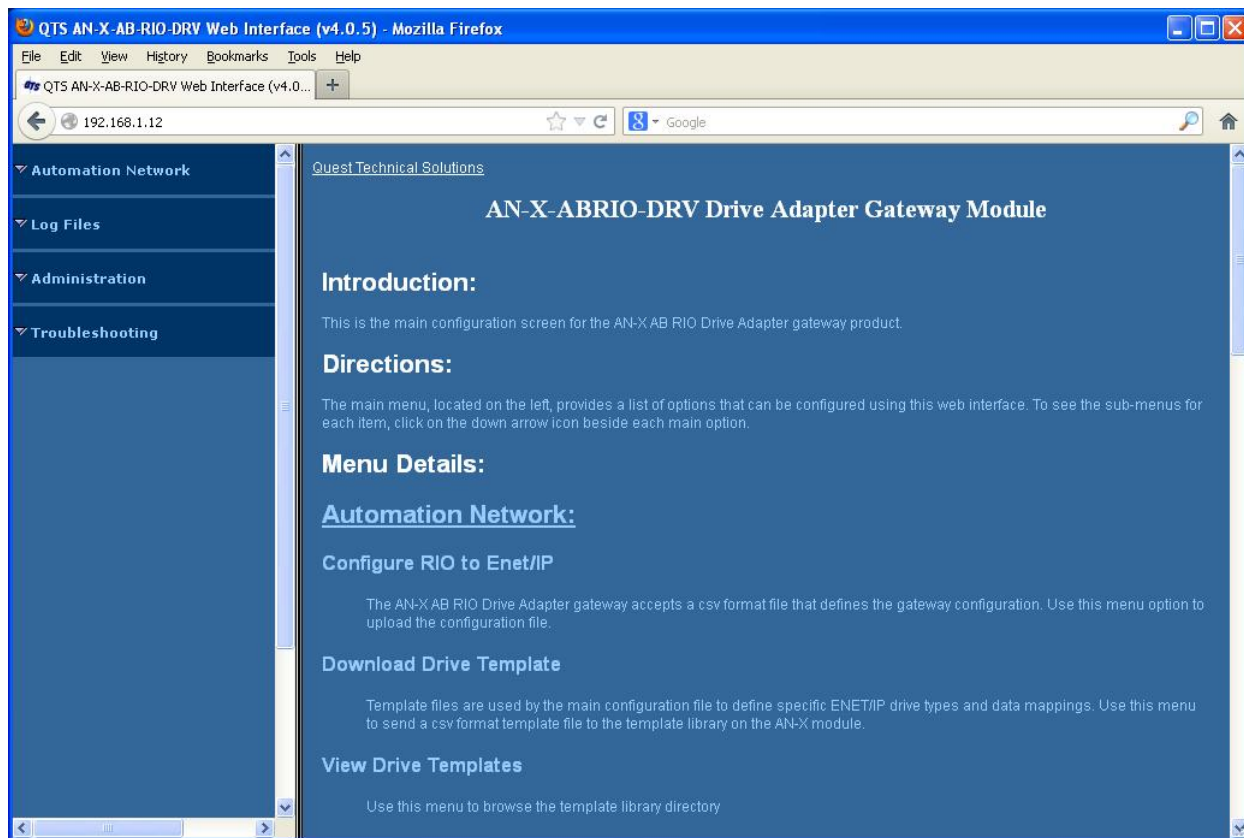 QTS AN-X-AB-RIO-DRV Web Interface (v4.0.5) - Mozilla Firefox
File Edit View History Bookmarks Tools Help
QTS QTS AN-X-AB-RIO-DRV Web Interface (v4.0... +
192.168.1.12
8 Google
Automation Network
Log Files
Administration
Troubleshooting
Quest Technical Solutions
AN-X-ABRIO-DRV Drive Adapter Gateway Module
Introduction:
This is the main configuration screen for the AN-X AB RIO Drive Adapter gateway product.
Directions:
The main menu, located on the left, provides a list of options that can be configured using this web interface. To see the sub-menus for
each item, click on the down arrow icon beside each main option.
Menu Details:
Automation Network:
Configure RIO to Enet/IP
The AN-X AB RIO Drive Adapter gateway accepts a csv format file that defines the gateway configuration. Use this menu option to
upload the configuration file.
Download Drive Template
Template files are used by the main configuration file to define specific ENET/IP drive types and data mappings. Use this menu
to send a csv format template file to the template library on the AN-X module.
View Drive Templates
Use this menu to browse the template library directory